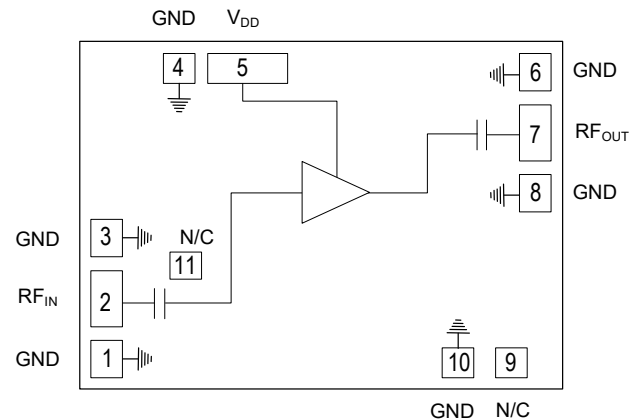 GND V_DD
4 5 6 GND
7 RF_OUT
8 GND
GND 3 N/C
11
RF_IN 2
GND 1
10 9
GND N/C